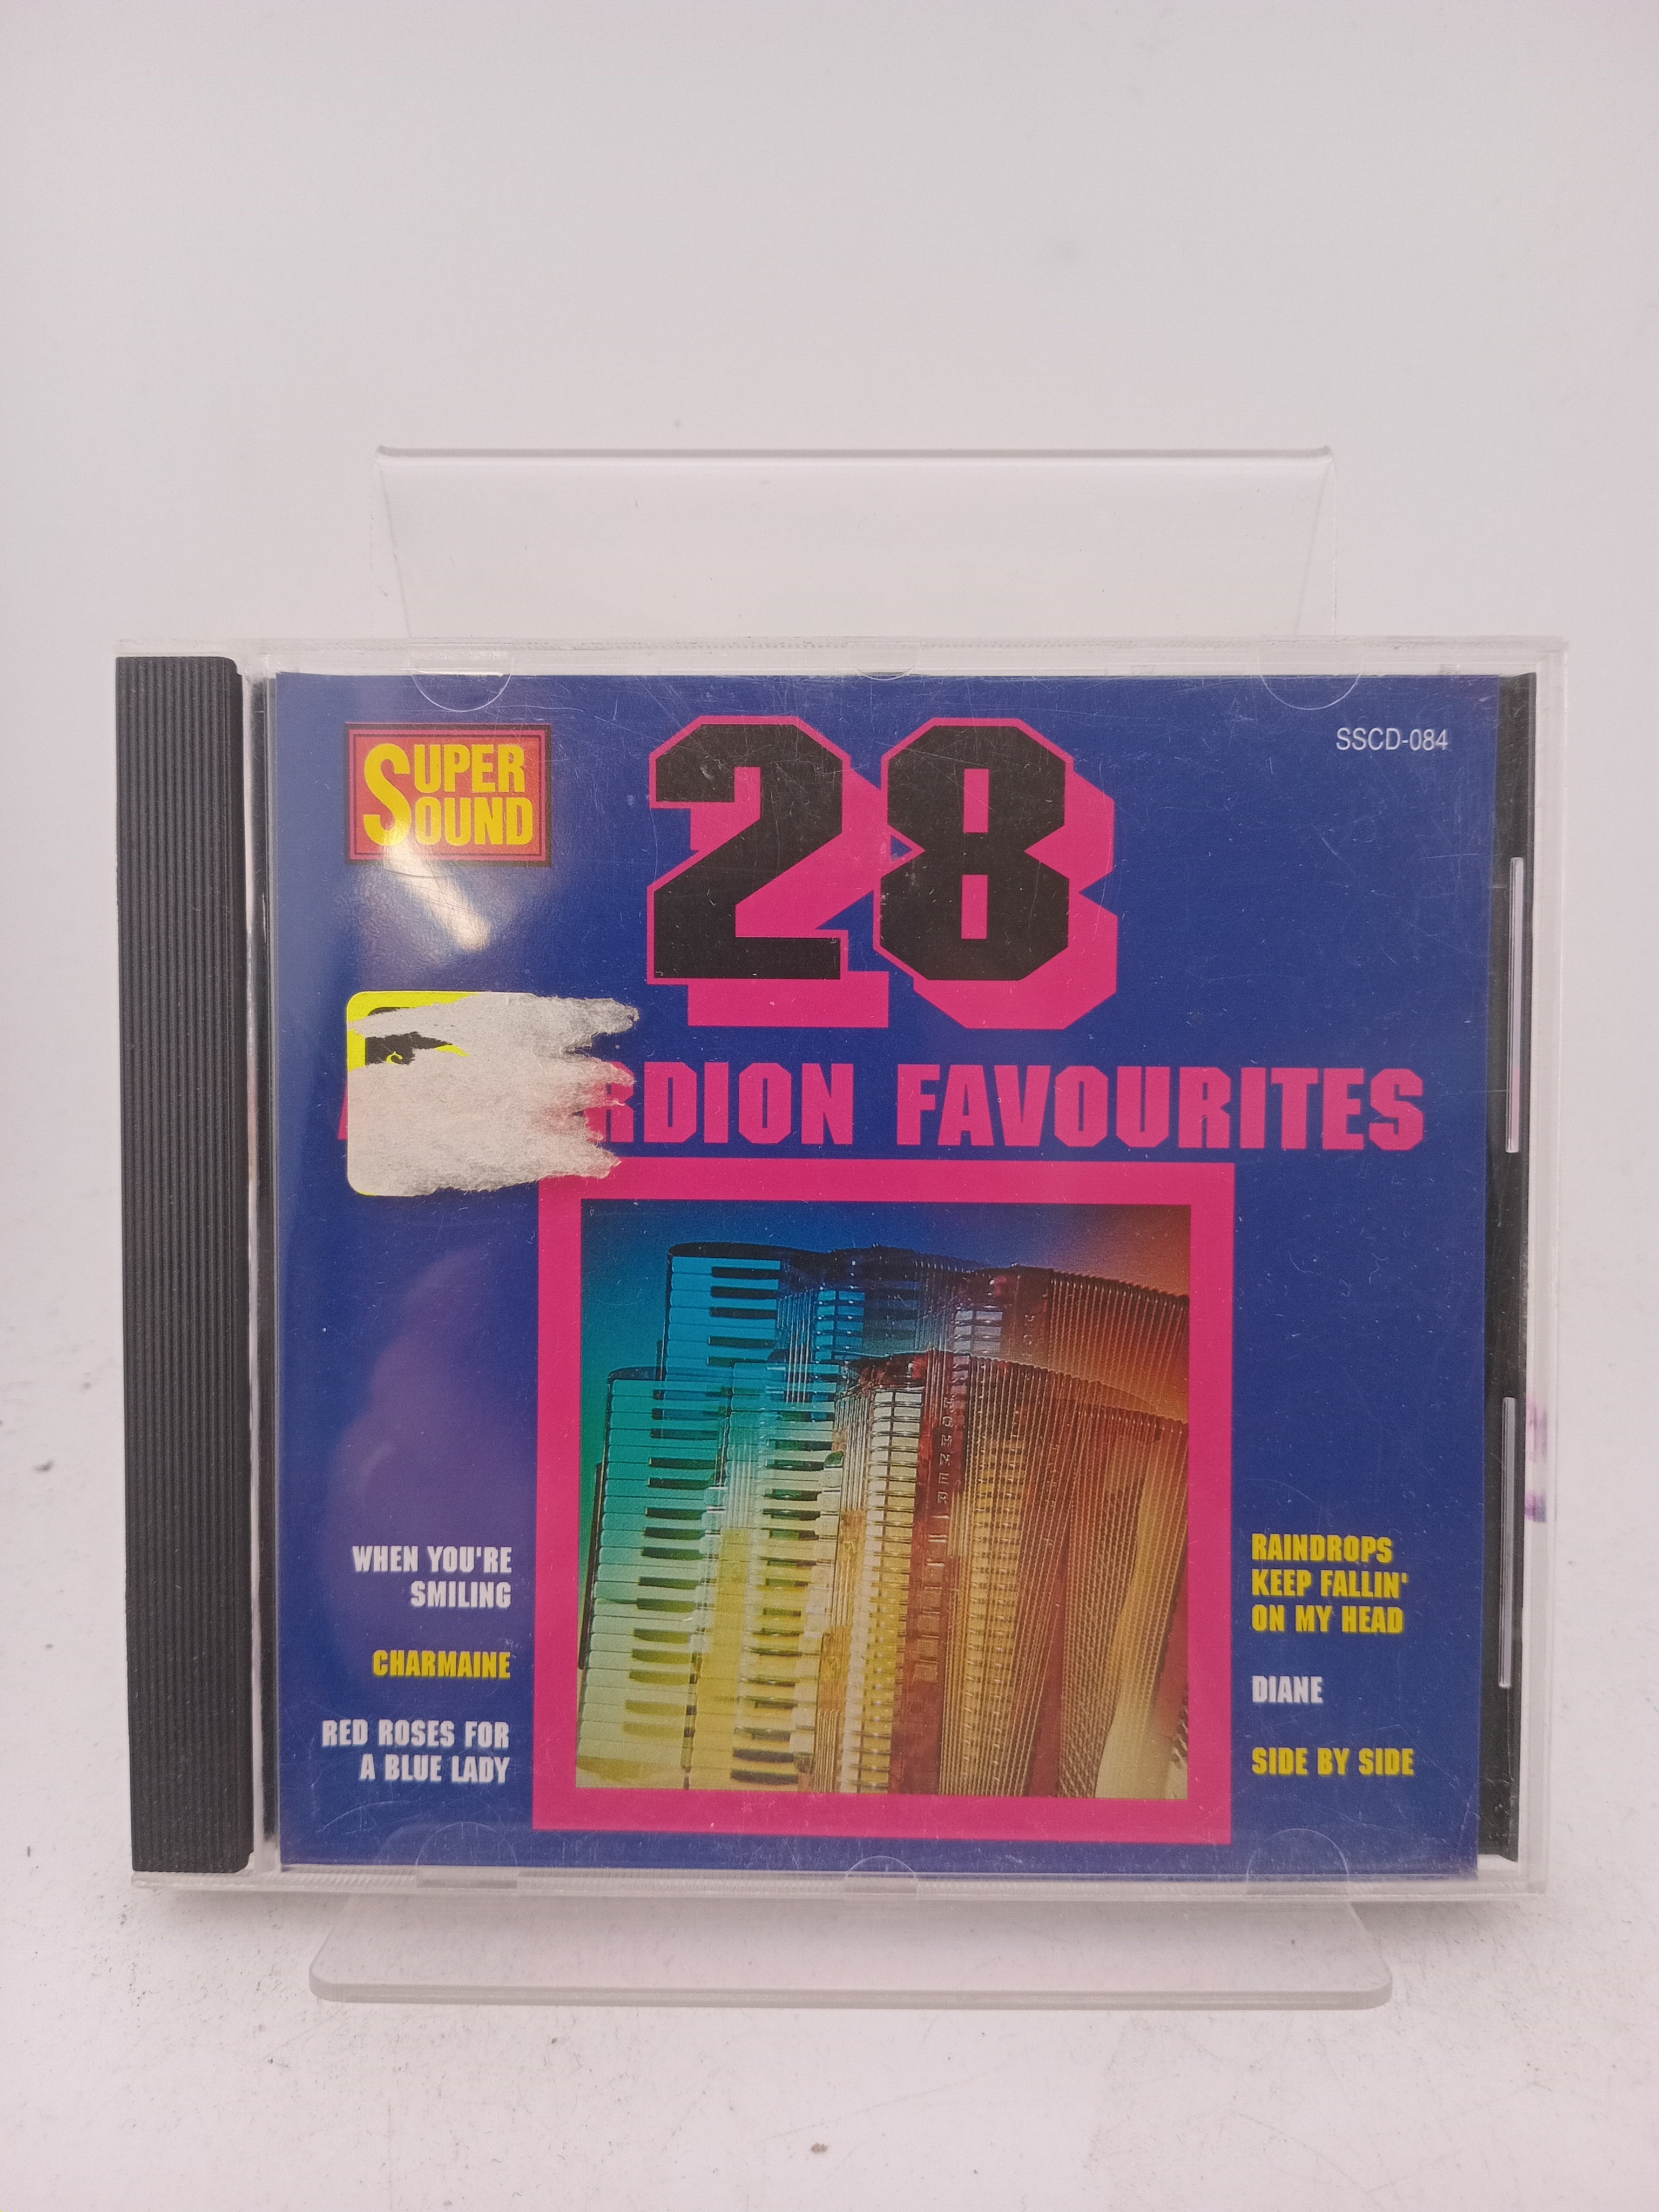 SUPER
SOUND
28
SSCD-084
FAVOURITES
HOHNER
WHEN YOU'RE
SMILING
CHARMAINE
RED ROSES FOR
A BLUE LADY
RAINDROPS
KEEP FALLIN'
ON MY HEAD
DIANE
SIDE BY SIDE